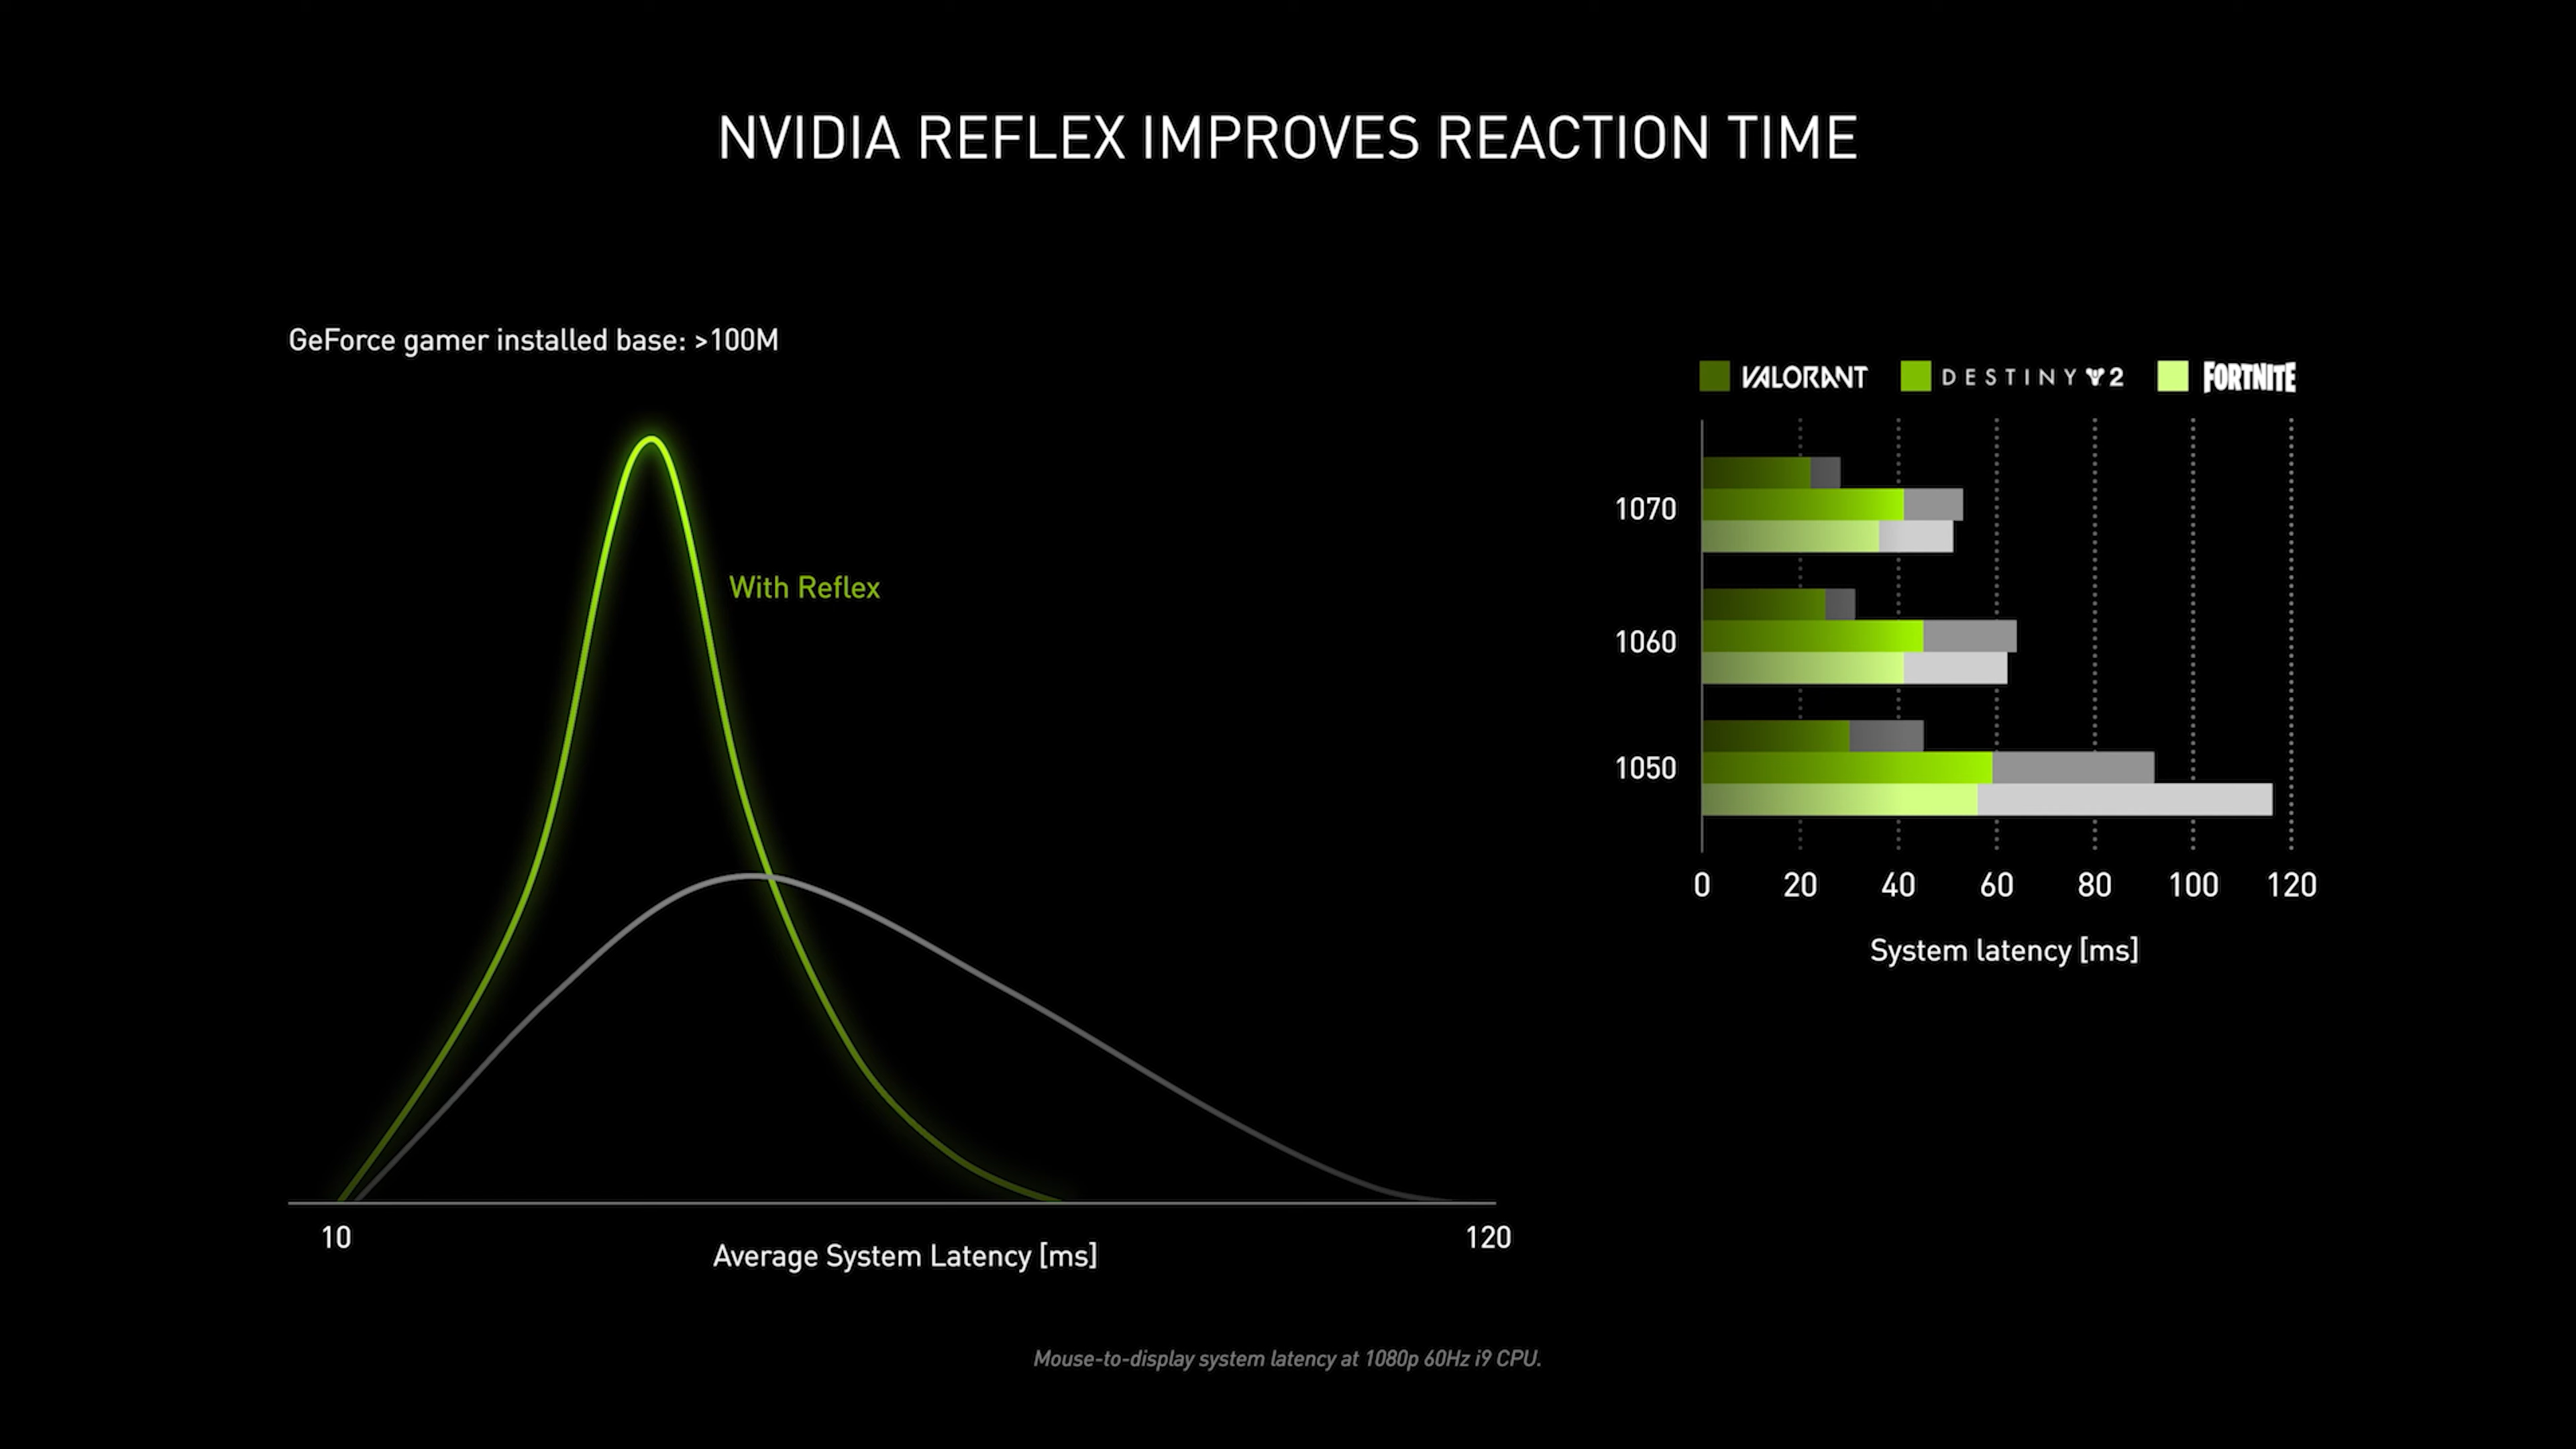 NVIDIA REFLEX IMPROVES REACTION TIME
GeForce gamer installed base: >100M
With Reflex
10
120
Average System Latency [ms]
VALORANT DESTINY 2 FORTNITE
1070
1060
1050
0 20 40 60 80 100 120
System latency [ms]
Mouse-to-display system latency at 1080p 60Hz i9 CPU.